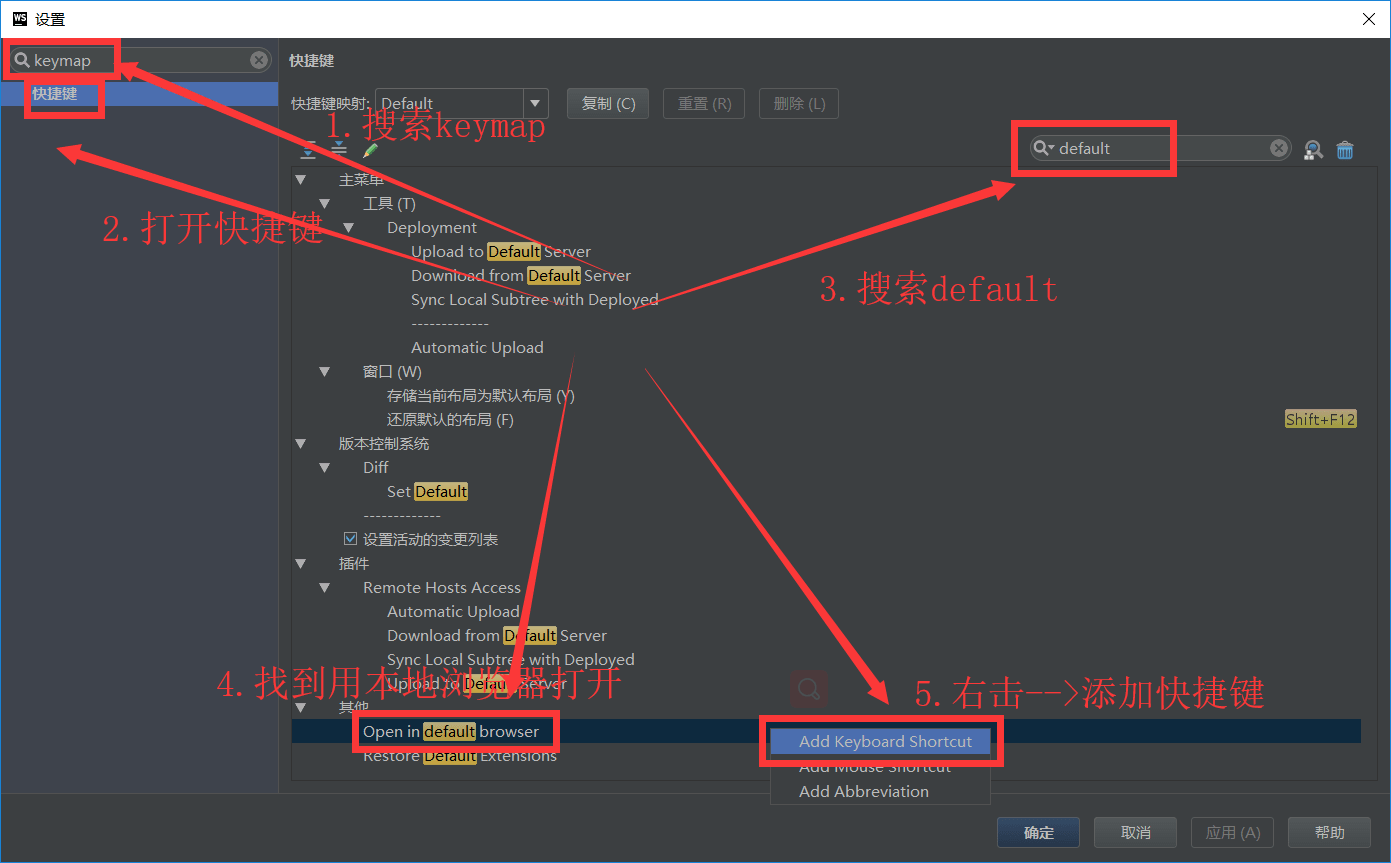 WS 设置
keymap
快捷键
快捷键
快捷键映射: Default 复制 (C) 重置 (R) 删除 (L)
1.搜索keymap
default
主菜单
工具 (T)
2.打开快捷键
Deployment
Upload to Default Server
Download from Default Server
3.搜索default
Sync Local Subtree with Deployed
-------------
Automatic Upload
窗口 (W)
存储当前布局为默认布局 (Y)
还原默认的布局 (F) Shift+F12
版本控制系统
Diff
Set Default
-------------
设置活动的变更列表
插件
Remote Hosts Access
Automatic Upload
Download from Default Server
Sync Local Subtree with Deployed
Upload to Default Server
4.找到用本地浏览器打开
5.右击-->添加快捷键
其他
Open in default browser
Add Keyboard Shortcut
Restore Default Extensions
Add Mouse Shortcut
Add Abbreviation
确定 取消 应用 (A) 帮助